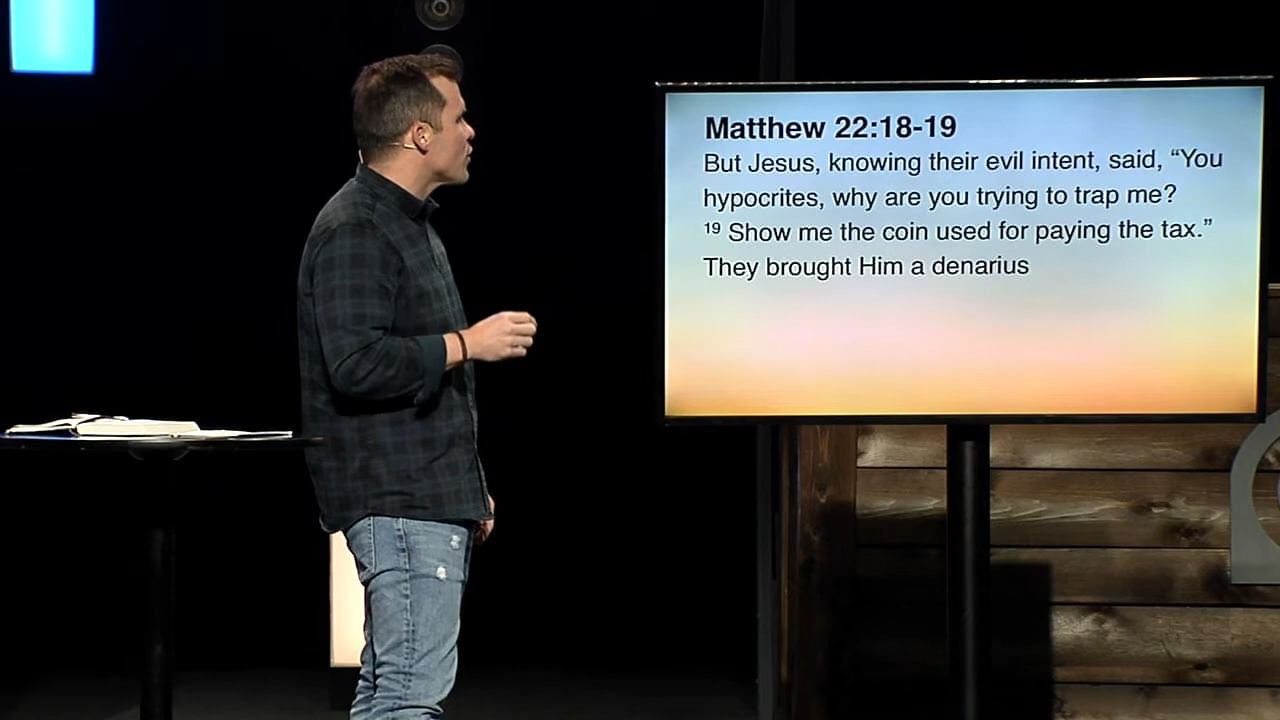 Matthew 22:18-19
But Jesus, knowing their evil intent, said, “You
hypocrites, why are you trying to trap me?
¹⁹ Show me the coin used for paying the tax.”
They brought Him a denarius